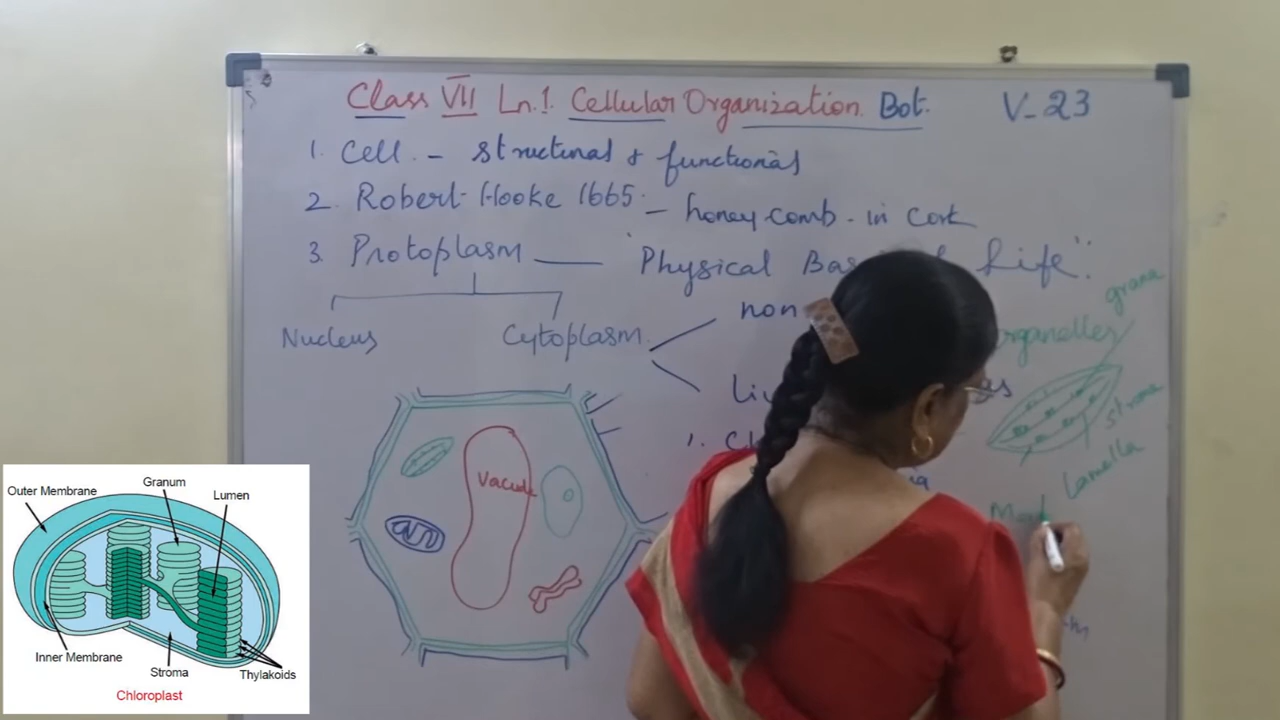 Class VII Ln.1. Cellular Organization Bot. V-23
1. Cell. - structural & functional
2. Robert Hooke 1665 - honey comb - in cork
3. Protoplasm — "Physical Life"
Nucleus
Cytoplasm
non
organelles
grana
stroma
Lamella
Vacuole
1.
Outer Membrane
Granum
Lumen
Inner Membrane
Stroma
Thylakoids
Chloroplast